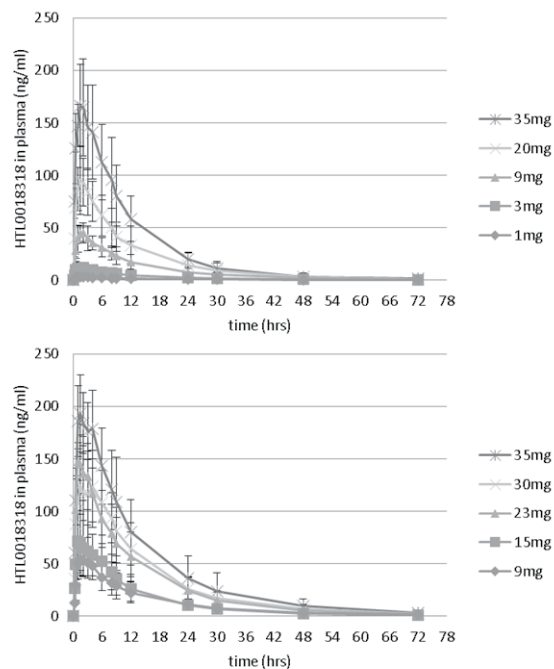 250
200
150
100
50
0
HTL0018318 in plasma (ng/ml)
0 6 12 18 24 30 36 42 48 54 60 66 72 78
time (hrs)
35mg
20mg
9mg
3mg
1mg
250
200
150
100
50
0
HTL0018318 in plasma (ng/ml)
0 6 12 18 24 30 36 42 48 54 60 66 72 78
time (hrs)
35mg
30mg
23mg
15mg
9mg